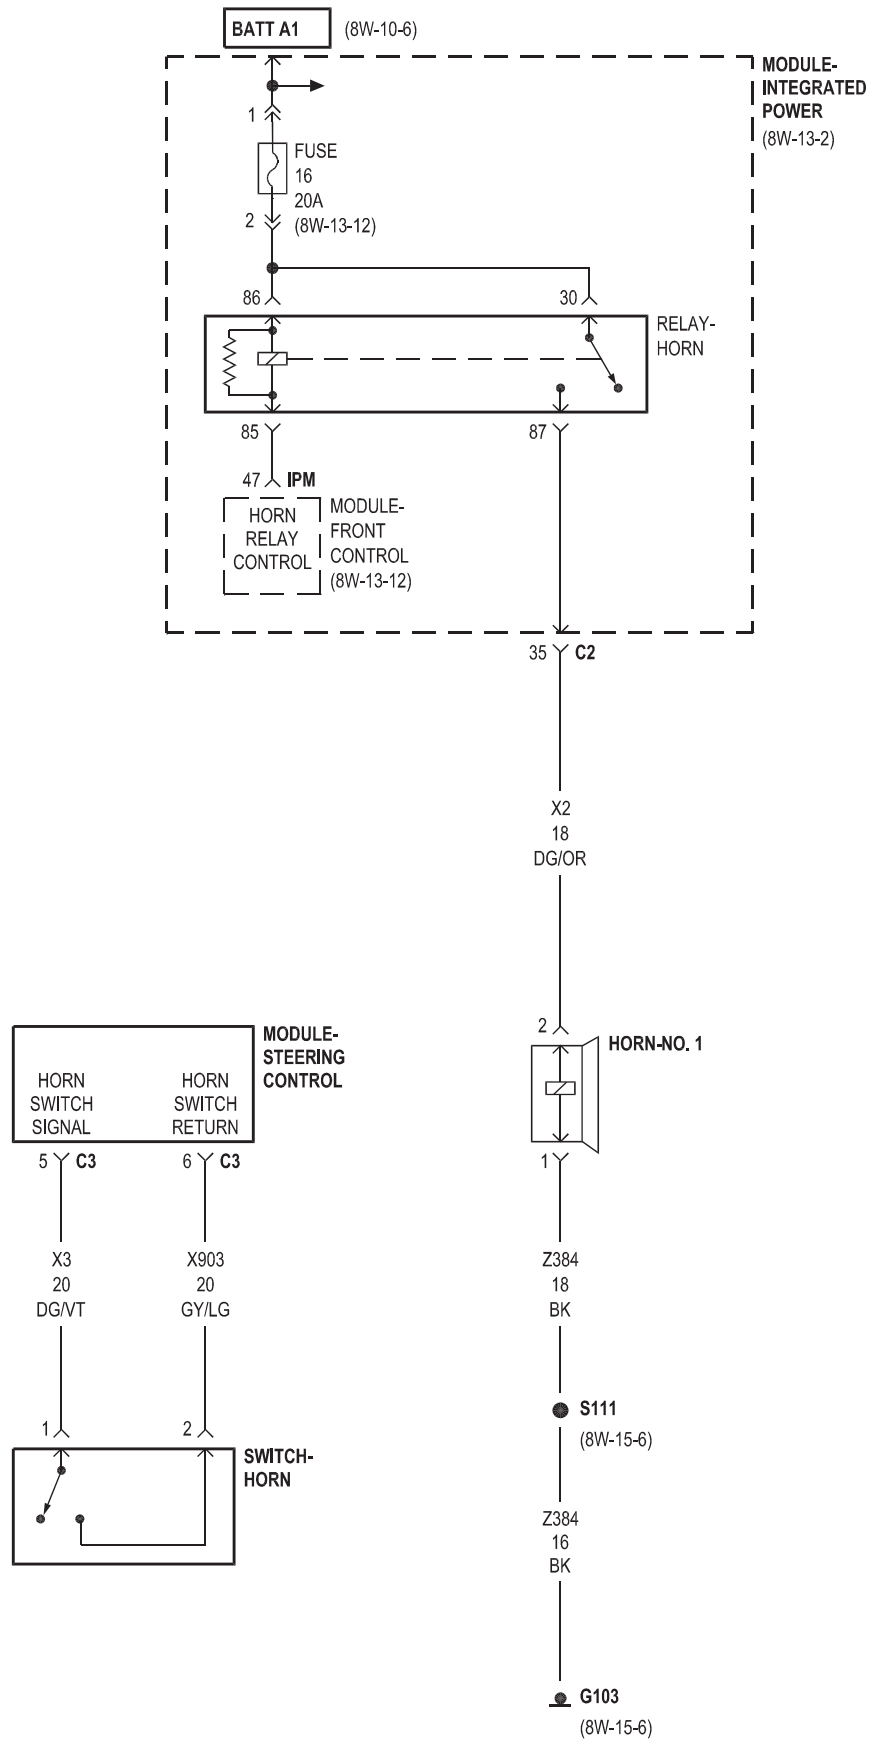 BATT A1 (8W-10-6)
MODULE-
INTEGRATED
POWER
(8W-13-2)
1
FUSE
16
20A
2 (8W-13-12)
86 30
RELAY-
HORN
85 87
47 IPM
HORN
RELAY
CONTROL
MODULE-
FRONT
CONTROL
(8W-13-12)
35 C2
X2
18
DG/OR
2
HORN-NO. 1
1
MODULE-
STEERING
CONTROL
HORN
SWITCH
SIGNAL
HORN
SWITCH
RETURN
5 C3 6 C3
X3
20
DG/VT
X903
20
GY/LG
Z384
18
BK
1 2
SWITCH-
HORN
S111
(8W-15-6)
Z384
16
BK
G103
(8W-15-6)